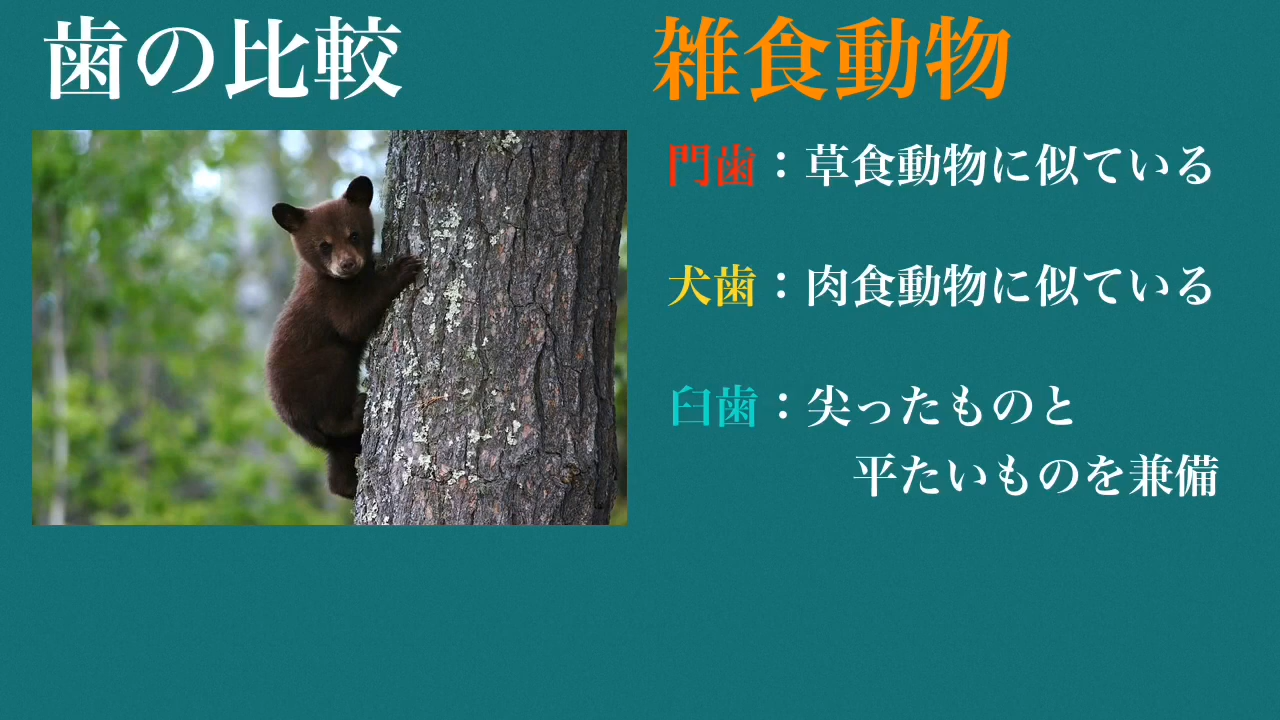 歯の比較
雑食動物
門歯：草食動物に似ている
犬歯：肉食動物に似ている
臼歯：尖ったものと
平たいものを兼備